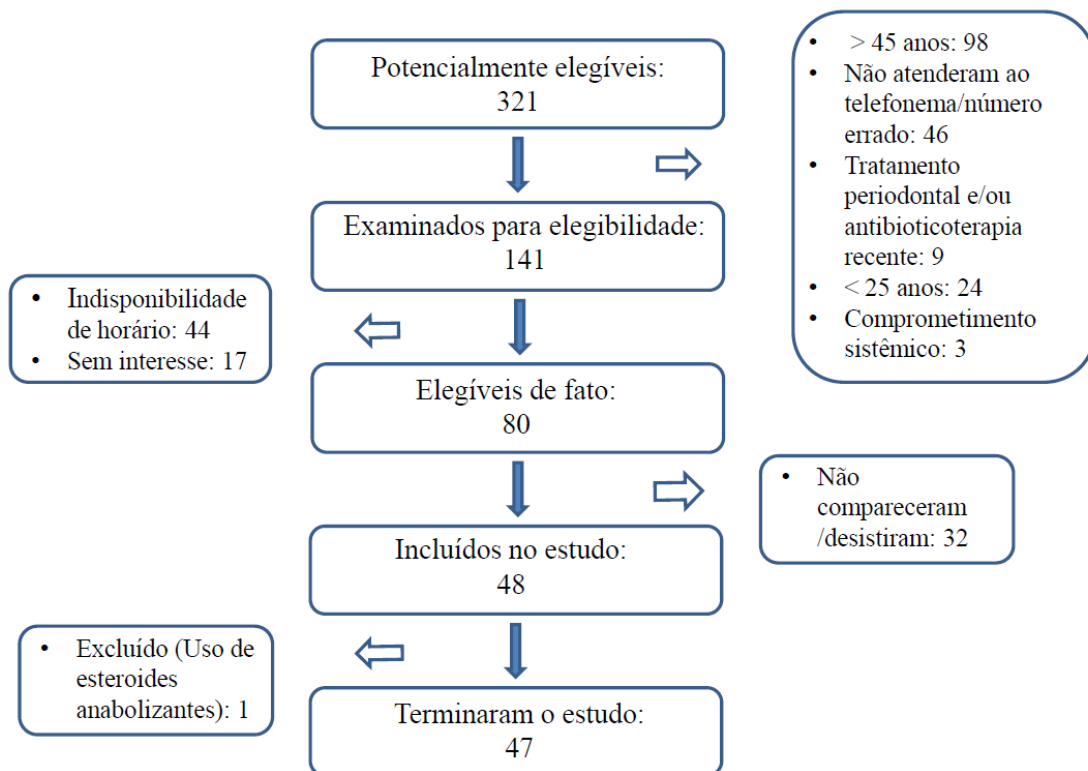 Potencialmente elegíveis:
321
• > 45 anos: 98
• Não atenderam ao
telefonema/número
errado: 46
• Tratamento
periodontal e/ou
antibioticoterapia
recente: 9
• < 25 anos: 24
• Comprometimento
sistêmico: 3
Examinados para elegibilidade:
141
• Indisponibilidade
de horário: 44
• Sem interesse: 17
Elegíveis de fato:
80
• Não
compareceram
/desistiram: 32
Incluídos no estudo:
48
• Excluído (Uso de
esteroides
anabolizantes): 1
Terminaram o estudo:
47